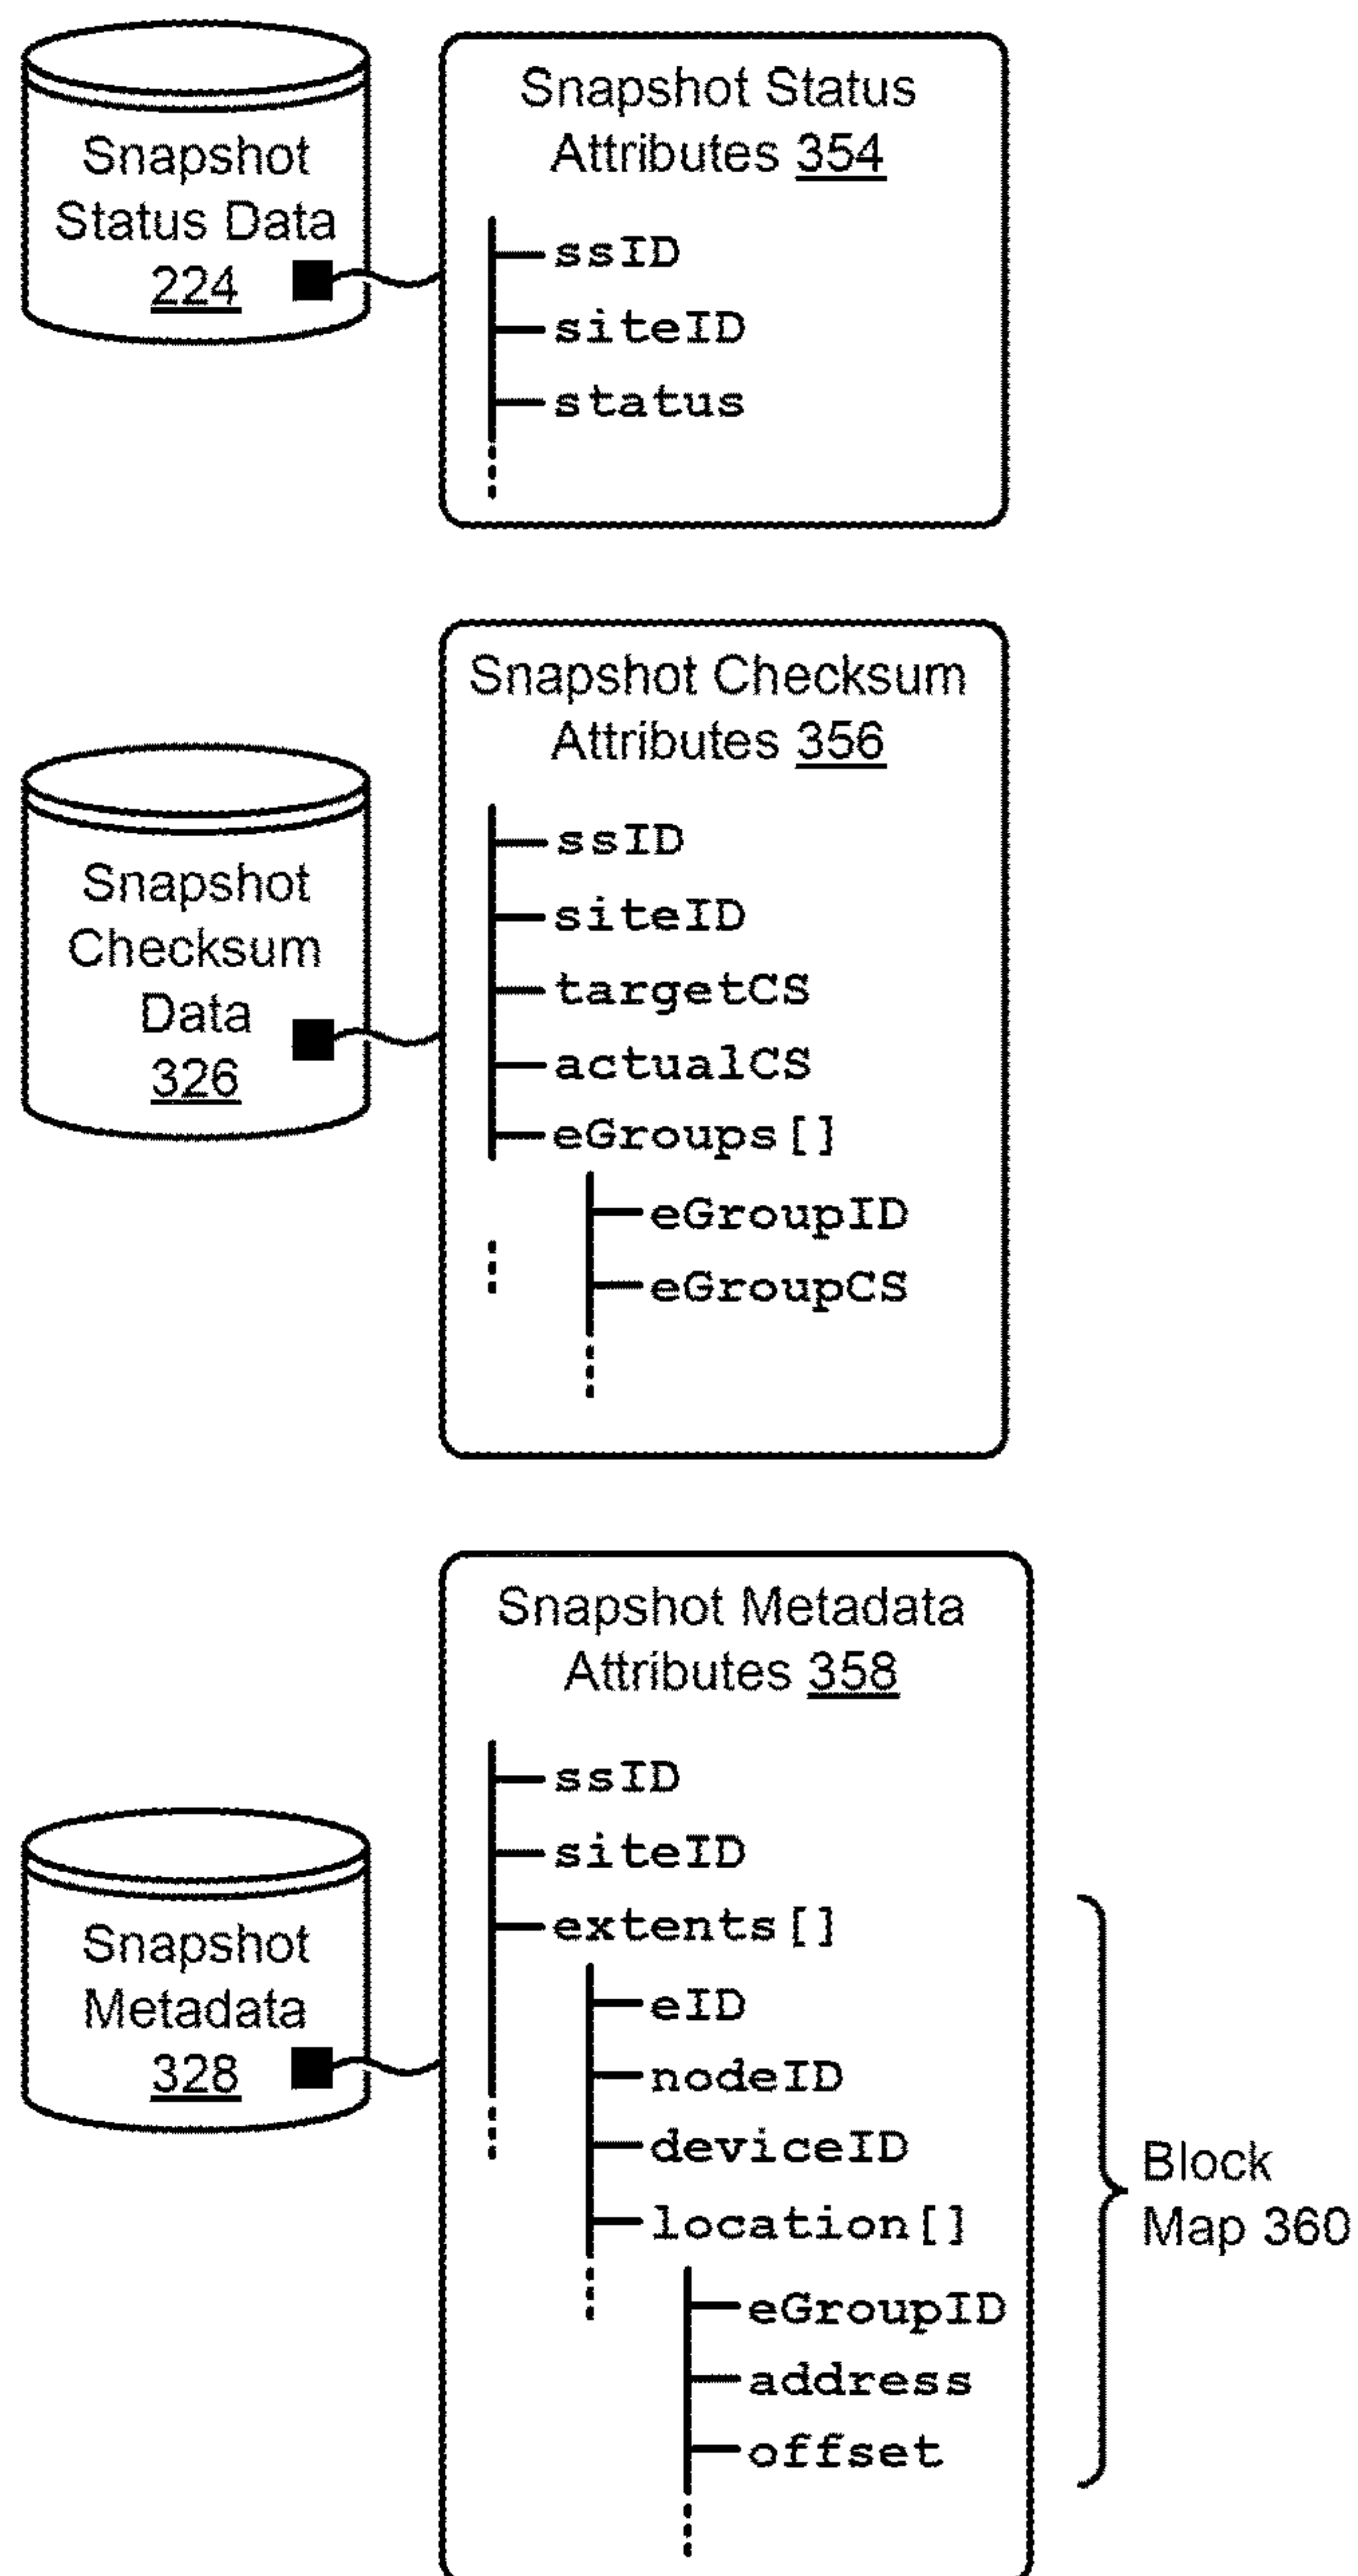 Snapshot
Status Data
224
Snapshot Status
Attributes 354
ssID
siteID
status
Snapshot
Checksum
Data
326
Snapshot Checksum
Attributes 356
ssID
siteID
targetCS
actualCS
eGroups[]
eGroupID
eGroupCS
Snapshot
Metadata
328
Snapshot Metadata
Attributes 358
ssID
siteID
extents[]
eID
nodeID
deviceID
location[]
eGroupID
address
offset
Block
Map 360